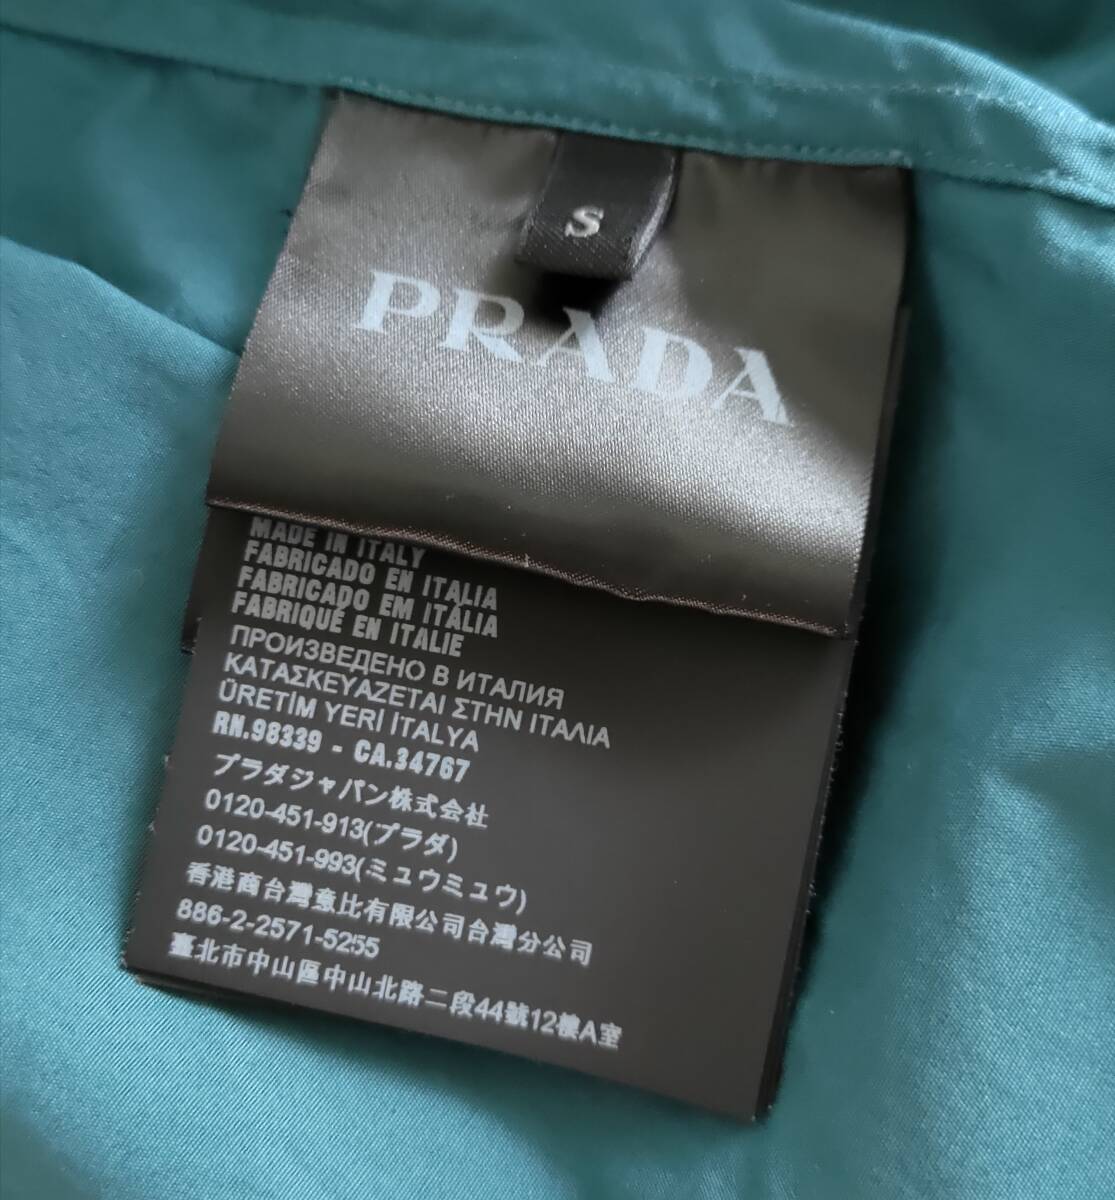 S
PRADA
MADE IN ITALY
FABRICADO EN ITALIA
FABRICADO EM ITÁLIA
FABRIQUÉ EN ITALIE
ПРОИЗВЕДЕНО В ИТАЛИЯ
ΚΑΤΑΣΚΕΥΑΖΕΤΑΙ ΣΤΗΝ ΙΤΑΛΙΑ
ÜRETİM YERİ İTALYA
RN.98339 - CA.34767
プラダジャパン株式会社
0120-451-913(プラダ)
0120-451-993(ミュウミュウ)
香港商台灣意比有限公司台灣分公司
886-2-2571-5255
臺北市中山區中山北路二段44號12樓A室